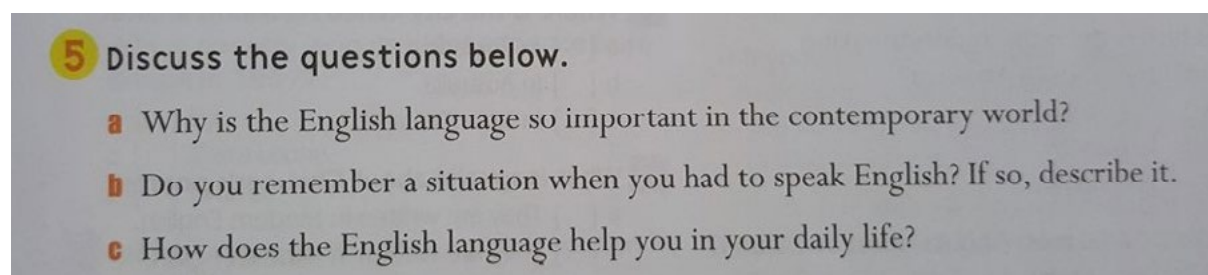 5 Discuss the questions below.
a Why is the English language so important in the contemporary world?
b Do you remember a situation when you had to speak English? If so, describe it.
c How does the English language help you in your daily life?